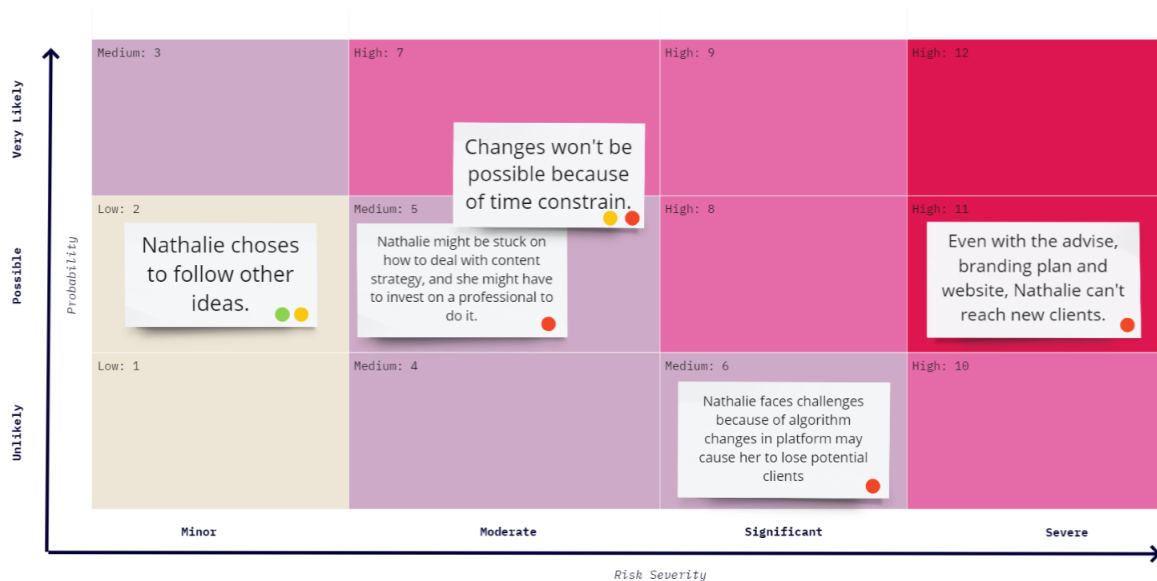 Very Likely
Possible
Unlikely
Probability
Medium: 3
High: 7
High: 9
High: 12
Changes won't be
possible because
of time constrain.
Low: 2
Medium: 5
High: 8
High: 11
Nathalie choses
to follow other
ideas.
Nathalie might be stuck on
how to deal with content
strategy, and she might have
to invest on a professional to
do it.
Even with the advise,
branding plan and
website, Nathalie can't
reach new clients.
Low: 1
Medium: 4
Medium: 6
High: 10
Nathalie faces challenges
because of algorithm
changes in platform may
cause her to lose potential
clients
Minor
Moderate
Significant
Severe
Risk Severity